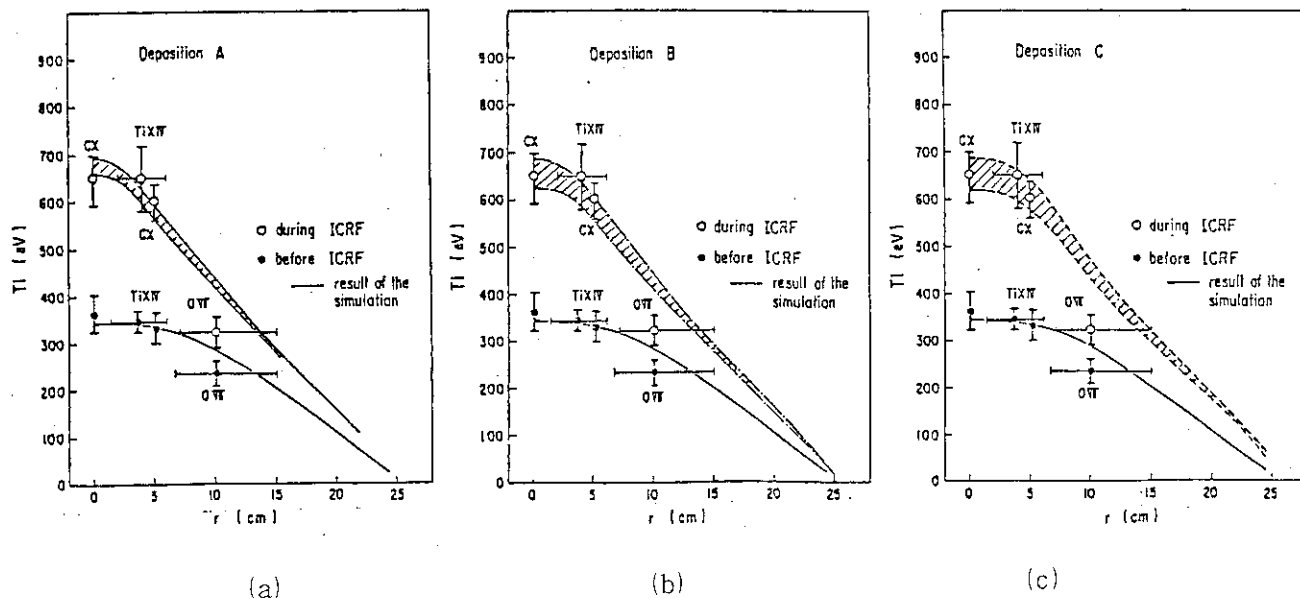 Deposition A
900
800
700
600
500
400
300
200
100
0
Ti (eV)
CX
TiXIV
CX
○ during ICRF
● before ICRF
— result of the simulation
TiXIV
OVII
OVII
0 5 10 15 20 25
r (cm)
(a)
Deposition B
900
800
700
600
500
400
300
200
100
0
Ti (eV)
CX
TiXIV
CX
○ during ICRF
● before ICRF
— result of the simulation
TiXIV
OVII
OVII
0 5 10 15 20 25
r (cm)
(b)
Deposition C
900
800
700
600
500
400
300
200
100
0
Ti (eV)
CX
TiXIV
CX
○ during ICRF
● before ICRF
— result of the simulation
TiXIV
OVII
OVII
0 5 10 15 20 25
r (cm)
(c)